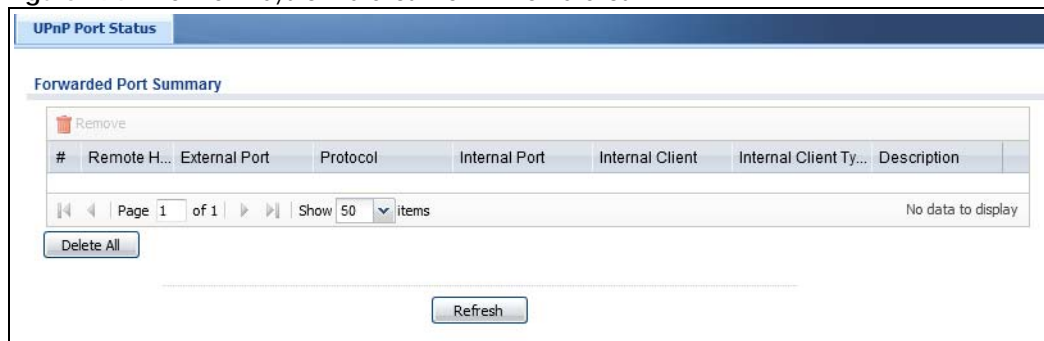 UPnP Port Status
Forwarded Port Summary
Remove
# Remote H... External Port Protocol Internal Port Internal Client Internal Client Ty... Description
Page 1 of 1 Show 50 items No data to display
Delete All
Refresh